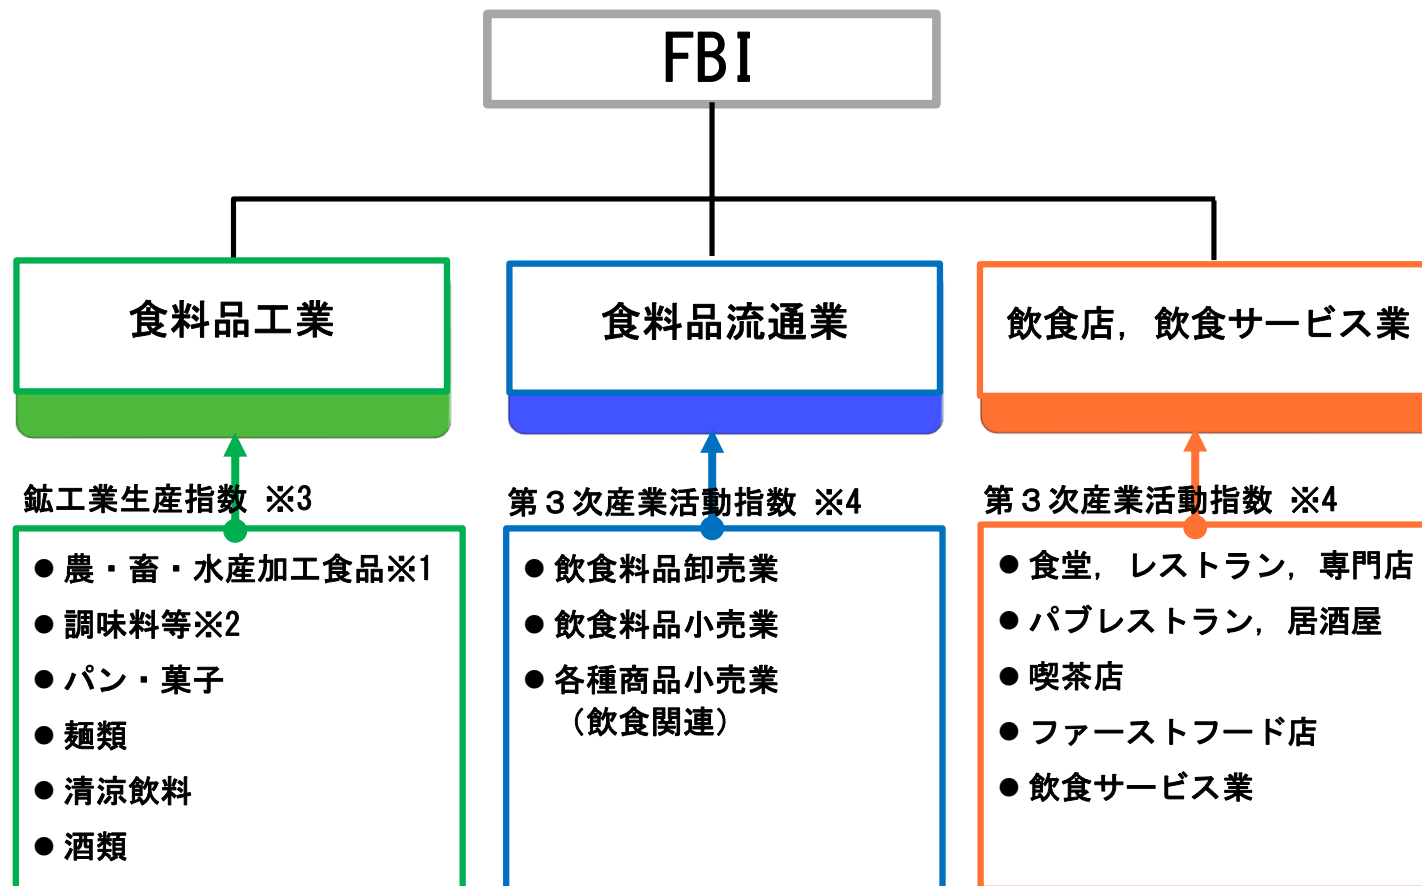 FBI
食料品工業
食料品流通業
飲食店, 飲食サービス業
鉱工業生産指数 ※3
●農・畜・水産加工食品※1
●調味料等※2
●パン・菓子
●麺類
●清涼飲料
●酒類
第３次産業活動指数 ※4
●飲食料品卸売業
●飲食料品小売業
●各種商品小売業
（飲食関連）
第３次産業活動指数 ※4
●食堂, レストラン, 専門店
●パブレストラン, 居酒屋
●喫茶店
●ファーストフード店
●飲食サービス業